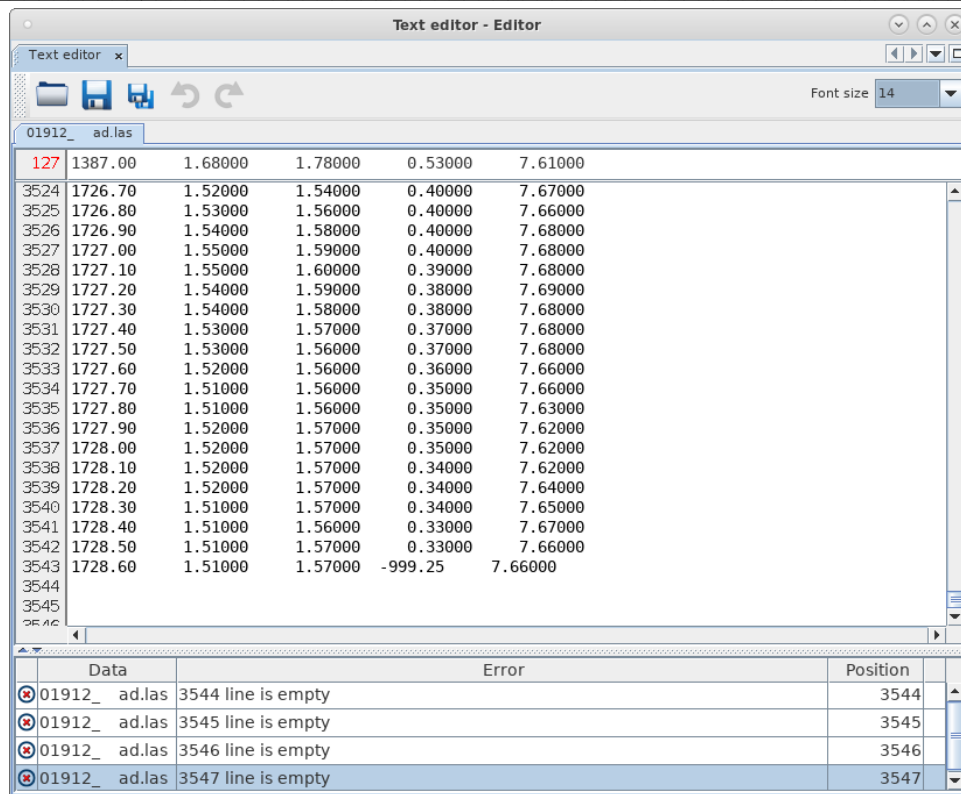 Text editor - Editor
Text editor x
Font size 14
01912_ ad.las
127 1387.00 1.68000 1.78000 0.53000 7.61000
3524 1726.70 1.52000 1.54000 0.40000 7.67000
3525 1726.80 1.53000 1.56000 0.40000 7.66000
3526 1726.90 1.54000 1.58000 0.40000 7.68000
3527 1727.00 1.55000 1.59000 0.40000 7.68000
3528 1727.10 1.55000 1.60000 0.39000 7.68000
3529 1727.20 1.54000 1.59000 0.38000 7.69000
3530 1727.30 1.54000 1.58000 0.38000 7.68000
3531 1727.40 1.53000 1.57000 0.37000 7.68000
3532 1727.50 1.53000 1.56000 0.37000 7.68000
3533 1727.60 1.52000 1.56000 0.36000 7.66000
3534 1727.70 1.51000 1.56000 0.35000 7.66000
3535 1727.80 1.51000 1.56000 0.35000 7.63000
3536 1727.90 1.52000 1.57000 0.35000 7.62000
3537 1728.00 1.52000 1.57000 0.35000 7.62000
3538 1728.10 1.52000 1.57000 0.34000 7.62000
3539 1728.20 1.52000 1.57000 0.34000 7.64000
3540 1728.30 1.51000 1.57000 0.34000 7.65000
3541 1728.40 1.51000 1.56000 0.33000 7.67000
3542 1728.50 1.51000 1.57000 0.33000 7.66000
3543 1728.60 1.51000 1.57000 -999.25 7.66000
3544
3545
3546
Data Error Position
01912_ ad.las 3544 line is empty 3544
01912_ ad.las 3545 line is empty 3545
01912_ ad.las 3546 line is empty 3546
01912_ ad.las 3547 line is empty 3547